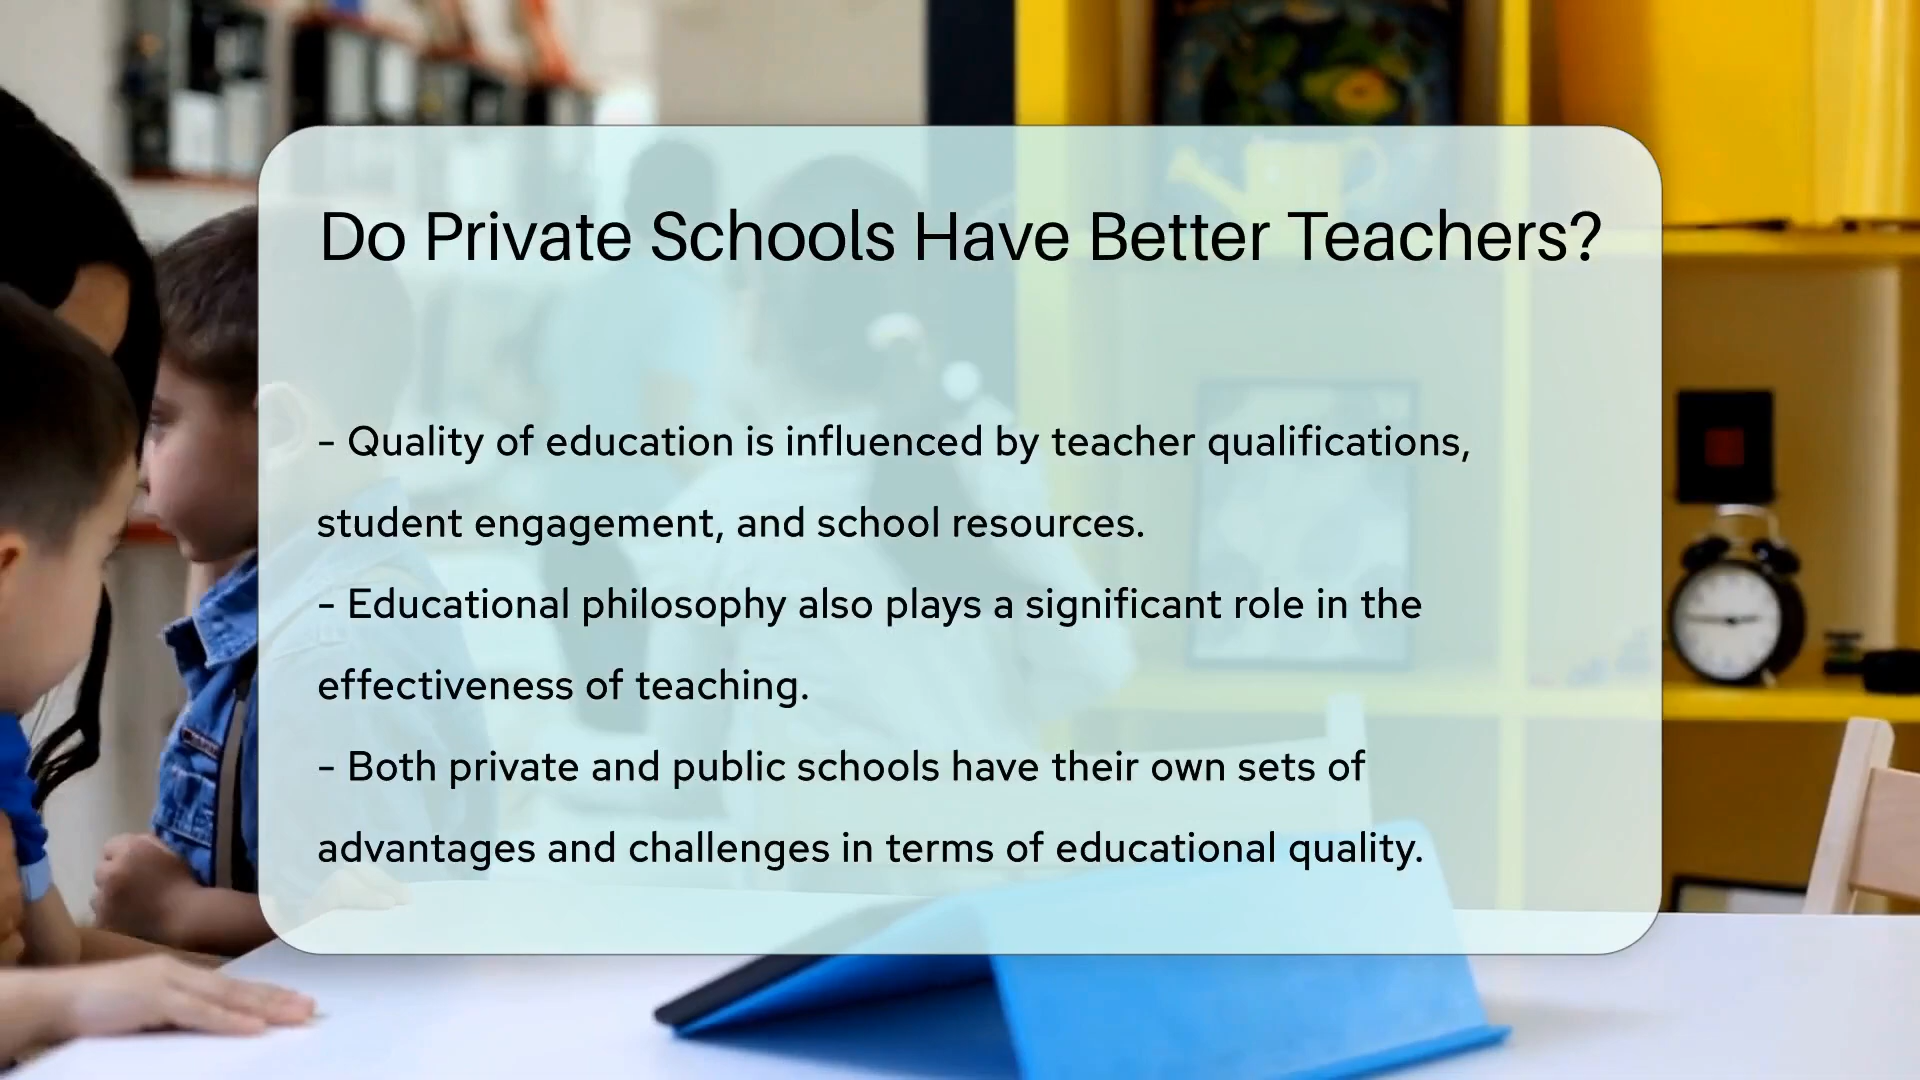 Do Private Schools Have Better Teachers?
– Quality of education is influenced by teacher qualifications,
student engagement, and school resources.
– Educational philosophy also plays a significant role in the
effectiveness of teaching.
– Both private and public schools have their own sets of
advantages and challenges in terms of educational quality.